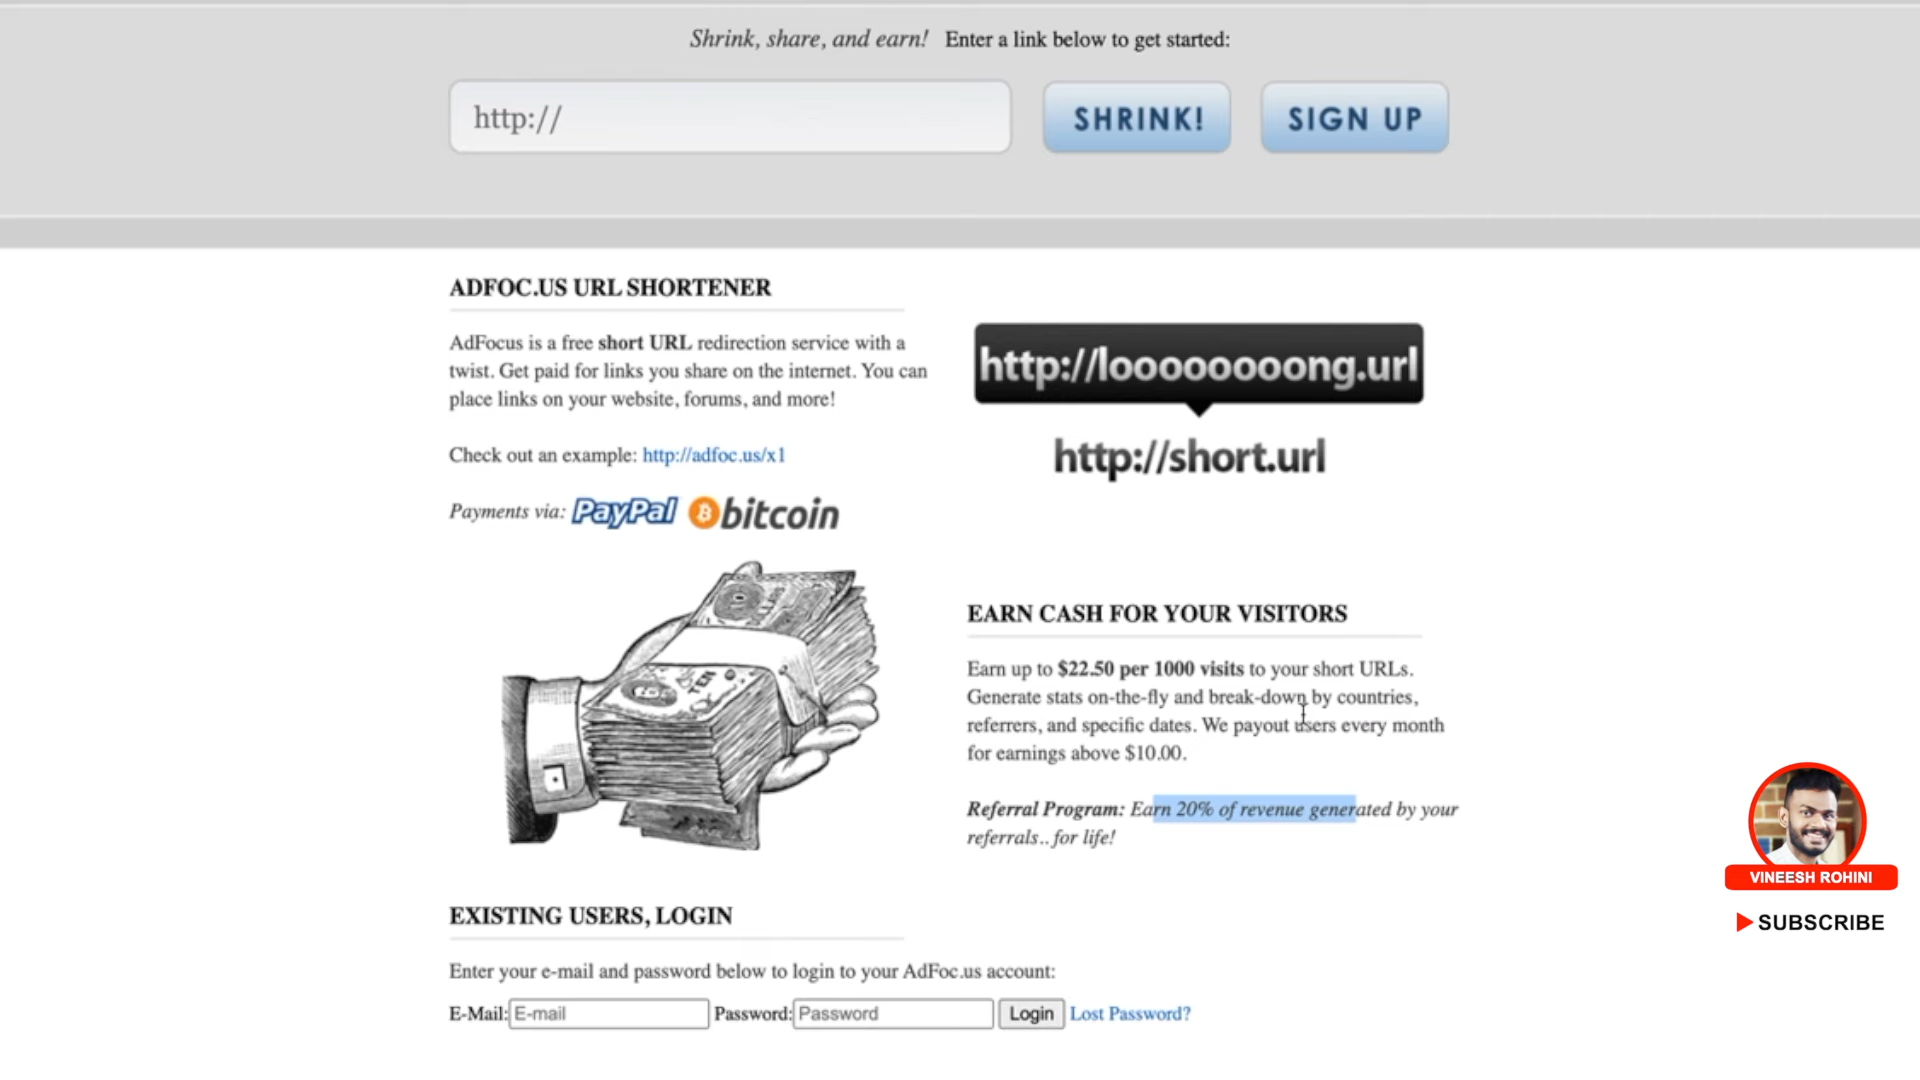 Shrink, share, and earn! Enter a link below to get started:
http://
SHRINK!
SIGN UP
ADFOC.US URL SHORTENER
AdFocus is a free short URL redirection service with a
twist. Get paid for links you share on the internet. You can
place links on your website, forums, and more!
Check out an example: http://adfoc.us/x1
Payments via: PayPal bitcoin
http://looooooooong.url
http://short.url
TEN
EARN CASH FOR YOUR VISITORS
Earn up to $22.50 per 1000 visits to your short URLs.
Generate stats on-the-fly and break-down by countries,
referrers, and specific dates. We payout users every month
for earnings above $10.00.
Referral Program: Earn 20% of revenue generated by your
referrals...for life!
EXISTING USERS, LOGIN
Enter your e-mail and password below to login to your AdFoc.us account:
E-Mail: E-mail Password: Password Login Lost Password?
VINEESH ROHINI
SUBSCRIBE